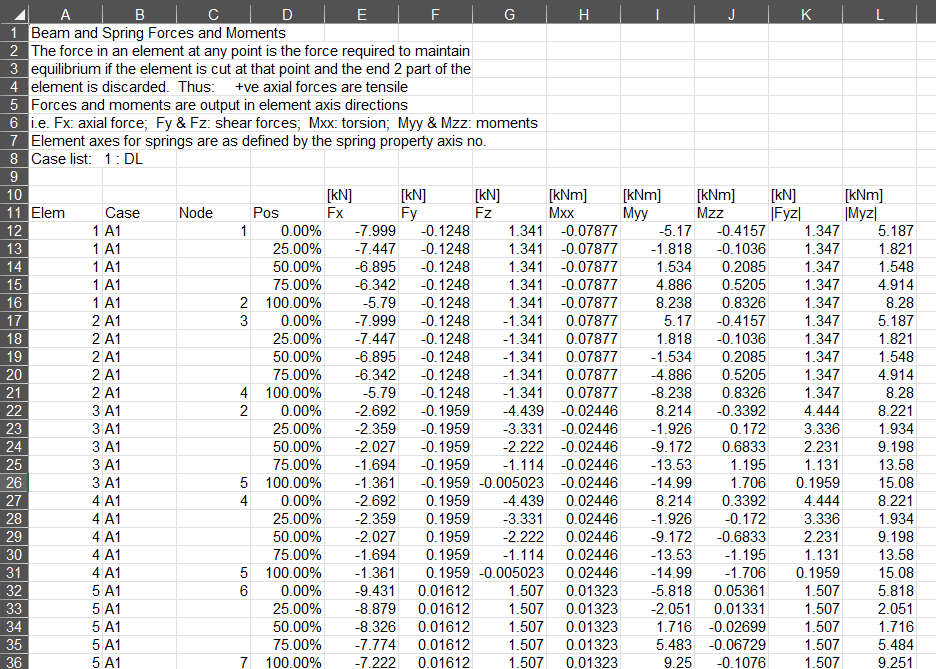 A B C D E F G H I J K L
1 Beam and Spring Forces and Moments
2 The force in an element at any point is the force required to maintain
3 equilibrium if the element is cut at that point and the end 2 part of the
4 element is discarded. Thus: +ve axial forces are tensile
5 Forces and moments are output in element axis directions
6 i.e. Fx: axial force; Fy & Fz: shear forces; Mxx: torsion; Myy & Mzz: moments
7 Element axes for springs are as defined by the spring property axis no.
8 Case list: 1 : DL
9
10 [kN] [kN] [kN] [kNm] [kNm] [kNm] [kN] [kNm]
11 Elem Case Node Pos Fx Fy Fz Mxx Myy Mzz |Fyz| |Myz|
12 1 A1 1 0.00% -7.999 -0.1248 1.341 -0.07877 -5.17 -0.4157 1.347 5.187
13 1 A1 25.00% -7.447 -0.1248 1.341 -0.07877 -1.818 -0.1036 1.347 1.821
14 1 A1 50.00% -6.895 -0.1248 1.341 -0.07877 1.534 0.2085 1.347 1.548
15 1 A1 75.00% -6.342 -0.1248 1.341 -0.07877 4.886 0.5205 1.347 4.914
16 1 A1 2 100.00% -5.79 -0.1248 1.341 -0.07877 8.238 0.8326 1.347 8.28
17 2 A1 3 0.00% -7.999 -0.1248 -1.341 0.07877 5.17 -0.4157 1.347 5.187
18 2 A1 25.00% -7.447 -0.1248 -1.341 0.07877 1.818 -0.1036 1.347 1.821
19 2 A1 50.00% -6.895 -0.1248 -1.341 0.07877 -1.534 0.2085 1.347 1.548
20 2 A1 75.00% -6.342 -0.1248 -1.341 0.07877 -4.886 0.5205 1.347 4.914
21 2 A1 4 100.00% -5.79 -0.1248 -1.341 0.07877 -8.238 0.8326 1.347 8.28
22 3 A1 2 0.00% -2.692 -0.1959 -4.439 -0.02446 8.214 -0.3392 4.444 8.221
23 3 A1 25.00% -2.359 -0.1959 -3.331 -0.02446 -1.926 0.172 3.336 1.934
24 3 A1 50.00% -2.027 -0.1959 -2.222 -0.02446 -9.172 0.6833 2.231 9.198
25 3 A1 75.00% -1.694 -0.1959 -1.114 -0.02446 -13.53 1.195 1.131 13.58
26 3 A1 5 100.00% -1.361 -0.1959 -0.005023 -0.02446 -14.99 1.706 0.1959 15.08
27 4 A1 4 0.00% -2.692 0.1959 -4.439 0.02446 8.214 0.3392 4.444 8.221
28 4 A1 25.00% -2.359 0.1959 -3.331 0.02446 -1.926 -0.172 3.336 1.934
29 4 A1 50.00% -2.027 0.1959 -2.222 0.02446 -9.172 -0.6833 2.231 9.198
30 4 A1 75.00% -1.694 0.1959 -1.114 0.02446 -13.53 -1.195 1.131 13.58
31 4 A1 5 100.00% -1.361 0.1959 -0.005023 0.02446 -14.99 -1.706 0.1959 15.08
32 5 A1 6 0.00% -9.431 0.01612 1.507 0.01323 -5.818 0.05361 1.507 5.818
33 5 A1 25.00% -8.879 0.01612 1.507 0.01323 -2.051 0.01331 1.507 2.051
34 5 A1 50.00% -8.326 0.01612 1.507 0.01323 1.716 -0.02699 1.507 1.716
35 5 A1 75.00% -7.774 0.01612 1.507 0.01323 5.483 -0.06729 1.507 5.484
36 5 A1 7 100.00% -7.222 0.01612 1.507 0.01323 9.25 -0.1076 1.507 9.251